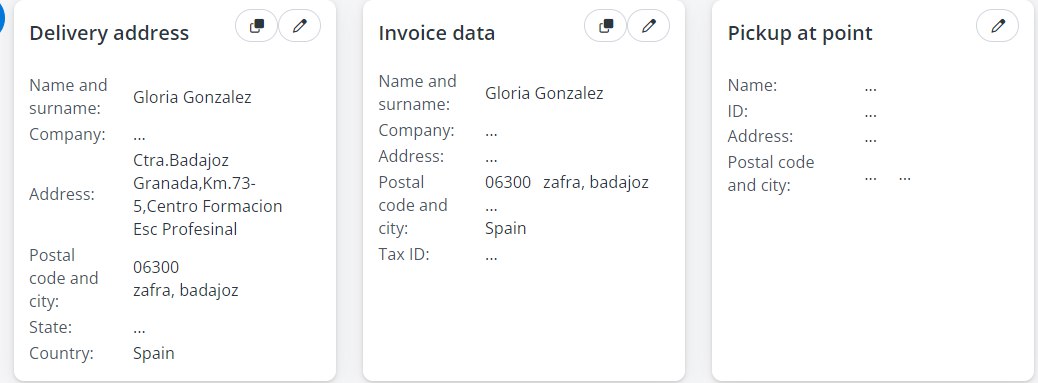 Delivery address
Name and
surname:
Gloria Gonzalez
Company:
...
Address:
Ctra.Badajoz
Granada,Km.73-
5,Centro Formacion
Esc Profesinal
Postal
code and
city:
06300
zafra, badajoz
State:
...
Country:
Spain
Invoice data
Name and
surname:
Gloria Gonzalez
Company:
...
Address:
...
Postal
code and
city:
06300 zafra, badajoz
...
Spain
Tax ID:
...
Pickup at point
Name:
...
ID:
...
Address:
...
Postal code
and city:
... ...